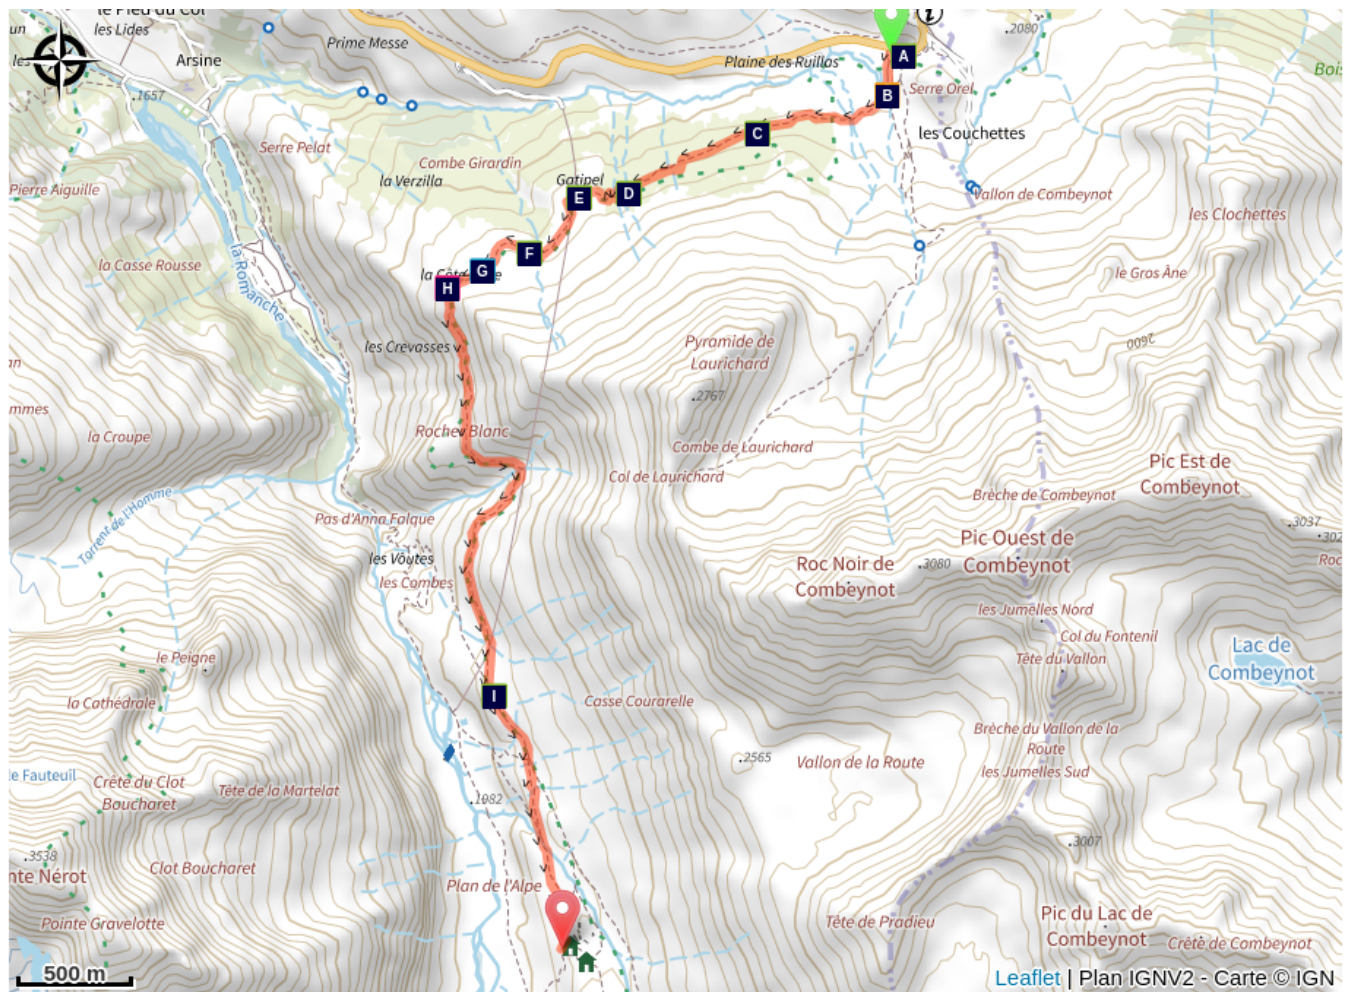 le Pied du Col
les Lides
Prime Messe
.2080
Arsine
Plaine des Ruillas
A
.1657
B
Serre Orel
C
les Couchettes
Serre Pelat
Combe Girardin
la Verzilla
Gatipel
Pierre Aiguille
D
E
Vallon de Combeynot
les Clochettes
F
la Casse Rousse
G
le Gros Âne
H
la Romanche
les Crevasses
Pyramide de
Laurichard
2600
.2767
la Croupe
Rocher Blanc
Combe de Laurichard
Col de Laurichard
Pic Est de
Combeynot
Brèche de Combeynot
Torrent de l'Homme
Pas d'Anna Falque
.3037
Pic Ouest de
Combeynot
les Voûtes
les Combes
Roc Noir de
Combeynot
.3080
les Jumelles Nord
Col du Fontenil
Tête du Vallon
Lac de
Combeynot
le Peigne
la Cathédrale
I
Casse Courarelle
Brèche du Vallon de la
Route
les Jumelles Sud
.2565
Vallon de la Route
le Fauteuil
Crête du Clot
Boucharet
Tête de la Martelat
.1982
.3007
.3538
Clot Boucharet
Plan de l'Alpe
Pointe Gravelotte
Tête de Pradieu
Pic du Lac de
Combeynot
Crête de Combeynot
500 m
Leaflet | Plan IGNV2 - Carte © IGN